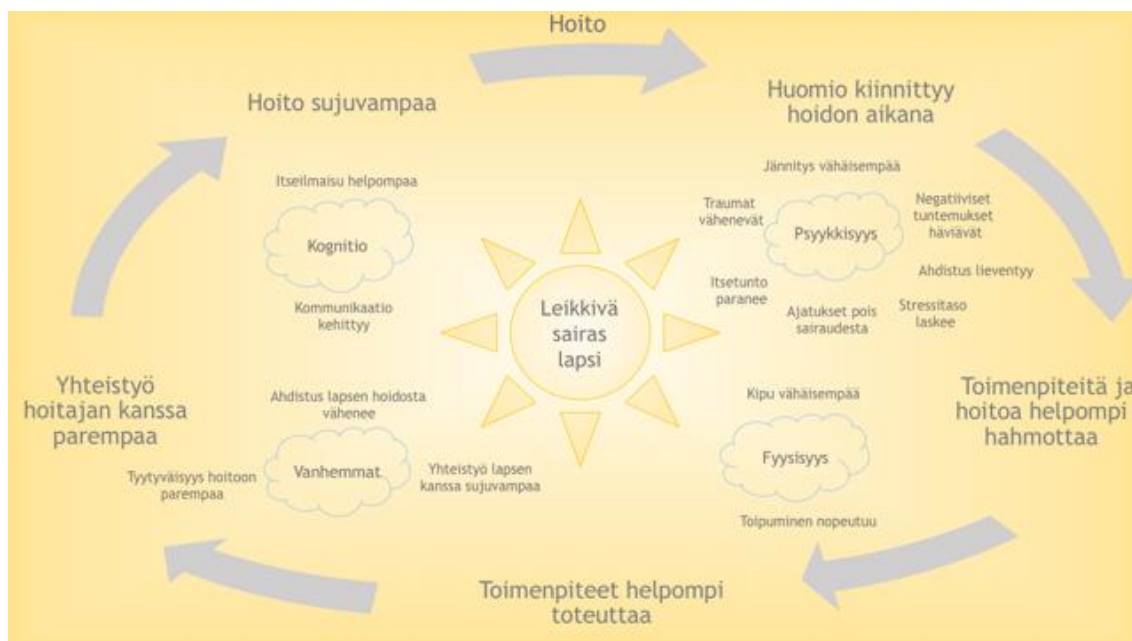 Hoito
Hoito sujuvampaa
Huomio kiinnittyy
hoidon aikana
Itseilmaisu helpompaa
Kognitio
Kommunikaatio
kehittyy
Jännitys vähäisempää
Traumat
vähenevät
Psyykkisyys
Negatiiviset
tuntemukset
häviävät
Ahdistus lieventyy
Itsetunto
paranee
Ajatukset pois
sairaudesta
Stressitaso
laskee
Leikkivä
sairas
lapsi
Yhteistyö
hoitajan kanssa
parempaa
Ahdistus lapsen hoidosta
vähenee
Vanhemmat
Tyytyväisyys hoitoon
parempaa
Yhteistyö lapsen
kanssa sujuvampaa
Kipu vähäisempää
Fyysisyys
Toipuminen nopeutuu
Toimenpiteitä ja
hoitoa helpompi
hahmottaa
Toimenpiteet helpompi
toteuttaa